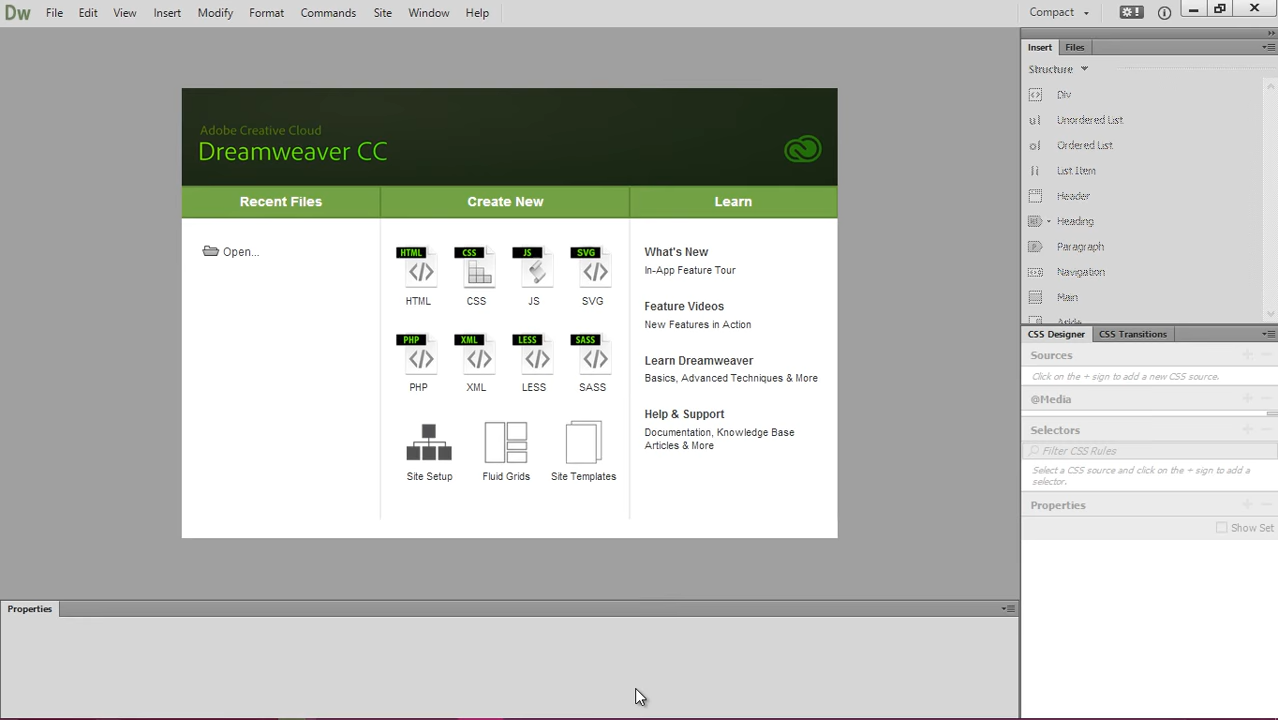 Dw File Edit View Insert Modify Format Commands Site Window Help Compact
Insert Files
Structure
Div
Unordered List
Ordered List
List Item
Header
Heading
Paragraph
Navigation
Main
CSS Designer CSS Transitions
Sources
Click on the + sign to add a new CSS source.
@Media
Selectors
Filter CSS Rules
Select a CSS source and click on the + sign to add a
selector.
Properties
Show Set
Adobe Creative Cloud
Dreamweaver CC
Recent Files
Open...
Create New
HTML CSS JS SVG
HTML CSS JS SVG
PHP XML LESS SASS
PHP XML LESS SASS
Site Setup Fluid Grids Site Templates
Learn
What's New
In-App Feature Tour
Feature Videos
New Features in Action
Learn Dreamweaver
Basics, Advanced Techniques & More
Help & Support
Documentation, Knowledge Base
Articles & More
Properties